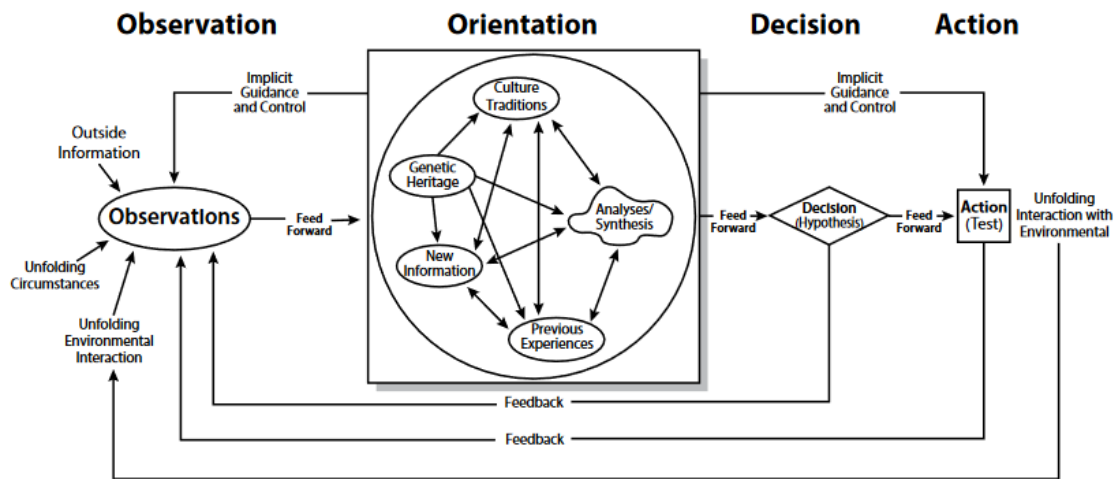 Observation
Orientation
Decision
Action
Implicit
Guidance
and Control
Outside
Information
Observations
Feed
Forward
Unfolding
Circumstances
Unfolding
Environmental
Interaction
Culture
Traditions
Genetic
Heritage
Analyses/
Synthesis
New
Information
Previous
Experiences
Implicit
Guidance
and Control
Feed
Forward
Decision
(Hypothesis)
Feed
Forward
Action
(Test)
Unfolding
Interaction with
Environmental
Feedback
Feedback